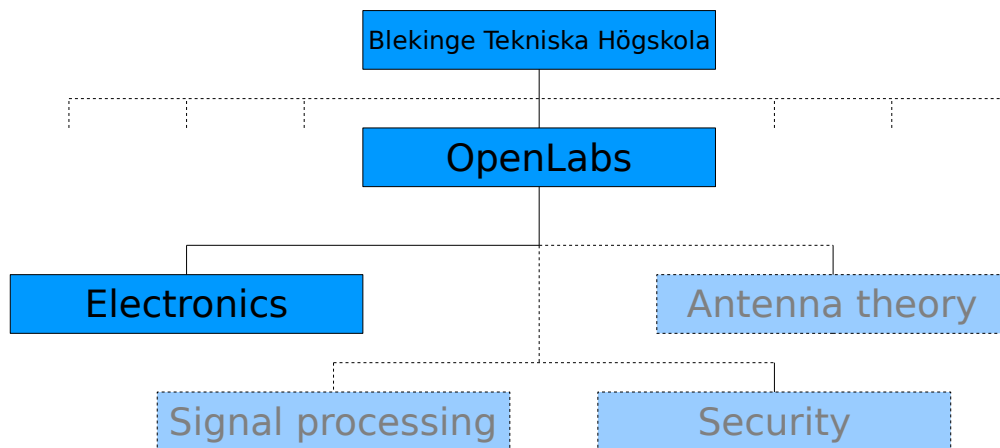 Blekinge Tekniska Högskola
OpenLabs
Electronics
Antenna theory
Signal processing
Security